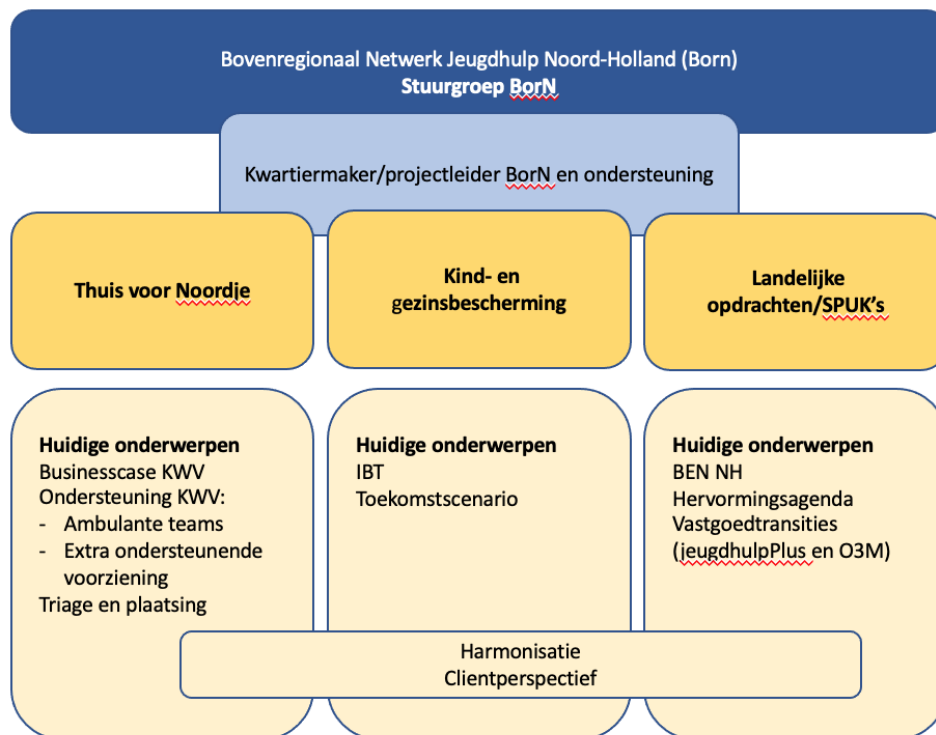 Bovenregionaal Netwerk Jeugdhulp Noord-Holland (Born)
Stuurgroep BorN
Kwartiermaker/projectleider BorN en ondersteuning
Thuis voor Noordje
Kind- en
gezinsbescherming
Landelijke
opdrachten/SPUK's
Huidige onderwerpen
Businesscase KWV
Ondersteuning KWV:
- Ambulante teams
- Extra ondersteunende
voorziening
Triage en plaatsing
Huidige onderwerpen
IBT
Toekomstscenario
Huidige onderwerpen
BEN NH
Hervormingsagenda
Vastgoedtransities
(jeugdhulpPlus en O3M)
Harmonisatie
Clientperspectief